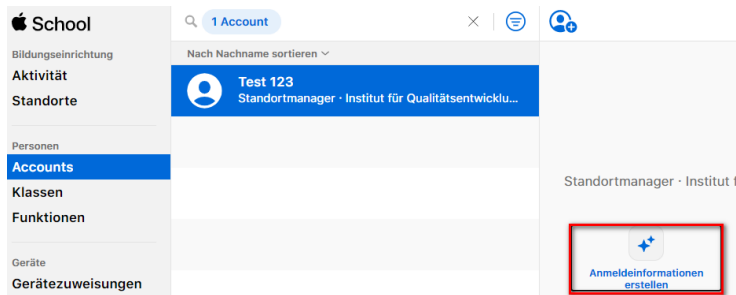 School
Bildungseinrichtung
Aktivität
Standorte
Personen
Accounts
Klassen
Funktionen
Geräte
Gerätezuweisungen
1 Account
Nach Nachname sortieren
Test 123
Standortmanager · Institut für Qualitätsentwicklu...
Standortmanager · Institut f
Anmeldeinformationen
erstellen